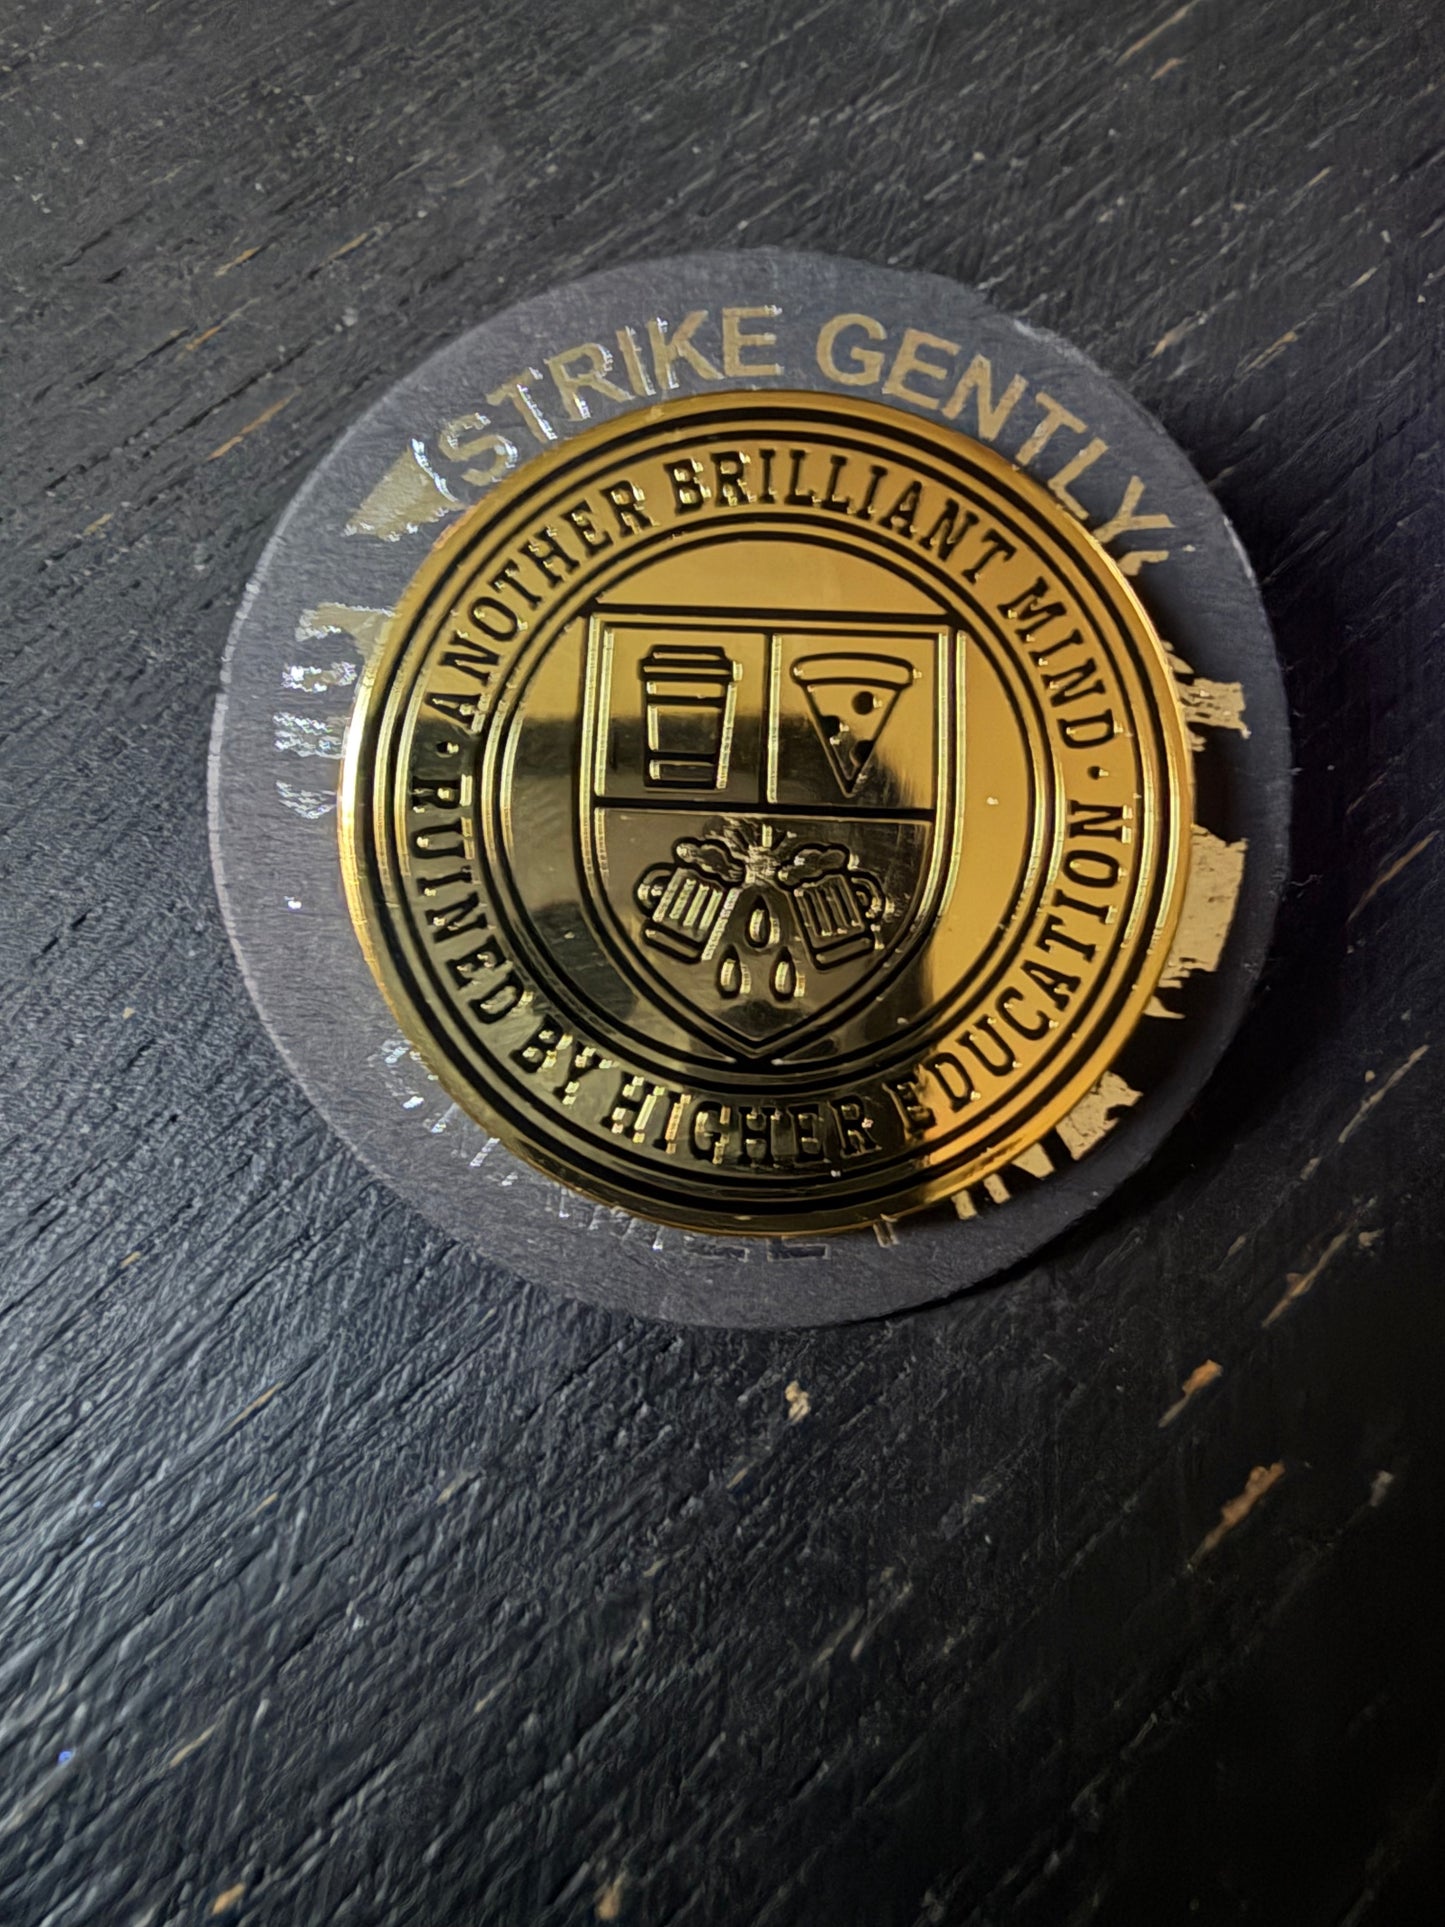 STRIKE GENTLY
· ANOTHER BRILLIANT MIND ·
RUINED BY HIGHER EDUCATION